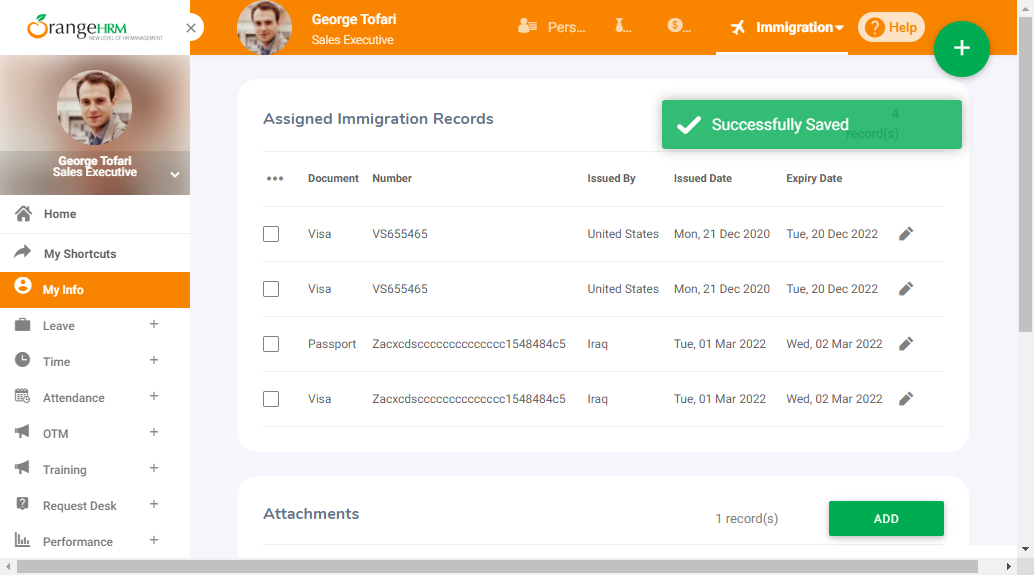 OrangeHRM
NEW LEVEL OF HR MANAGEMENT
George Tofari
Sales Executive
Home
My Shortcuts
My Info
Leave
Time
Attendance
OTM
Training
Request Desk
Performance
George Tofari
Sales Executive
Pers...
...
...
Immigration
Help
Assigned Immigration Records
4
record(s)
Successfully Saved
Document Number Issued By Issued Date Expiry Date
Visa VS655465 United States Mon, 21 Dec 2020 Tue, 20 Dec 2022
Visa VS655465 United States Mon, 21 Dec 2020 Tue, 20 Dec 2022
Passport Zacxcdscccccccccccccc1548484c5 Iraq Tue, 01 Mar 2022 Wed, 02 Mar 2022
Visa Zacxcdscccccccccccccc1548484c5 Iraq Tue, 01 Mar 2022 Wed, 02 Mar 2022
Attachments
1 record(s)
ADD